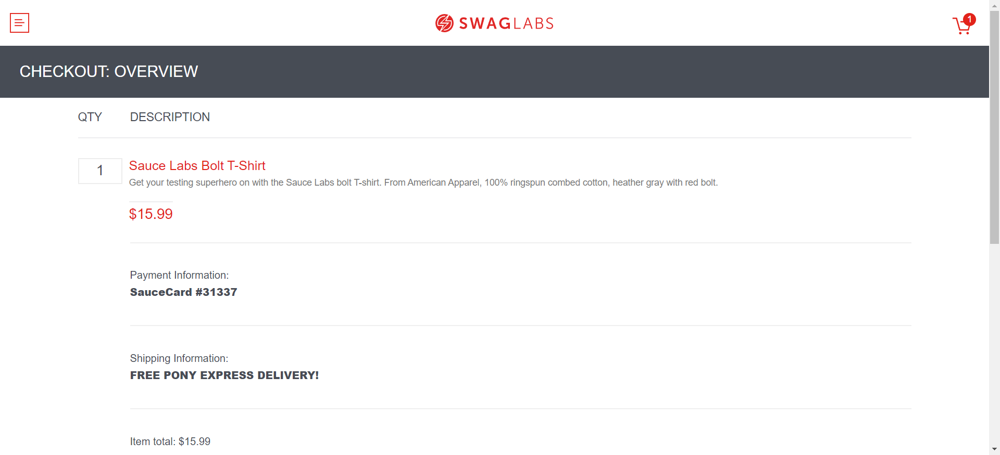 SWAGLABS
1
CHECKOUT: OVERVIEW
QTY DESCRIPTION
1 Sauce Labs Bolt T-Shirt
Get your testing superhero on with the Sauce Labs bolt T-shirt. From American Apparel, 100% ringspun combed cotton, heather gray with red bolt.
$15.99
Payment Information:
SauceCard #31337
Shipping Information:
FREE PONY EXPRESS DELIVERY!
Item total: $15.99